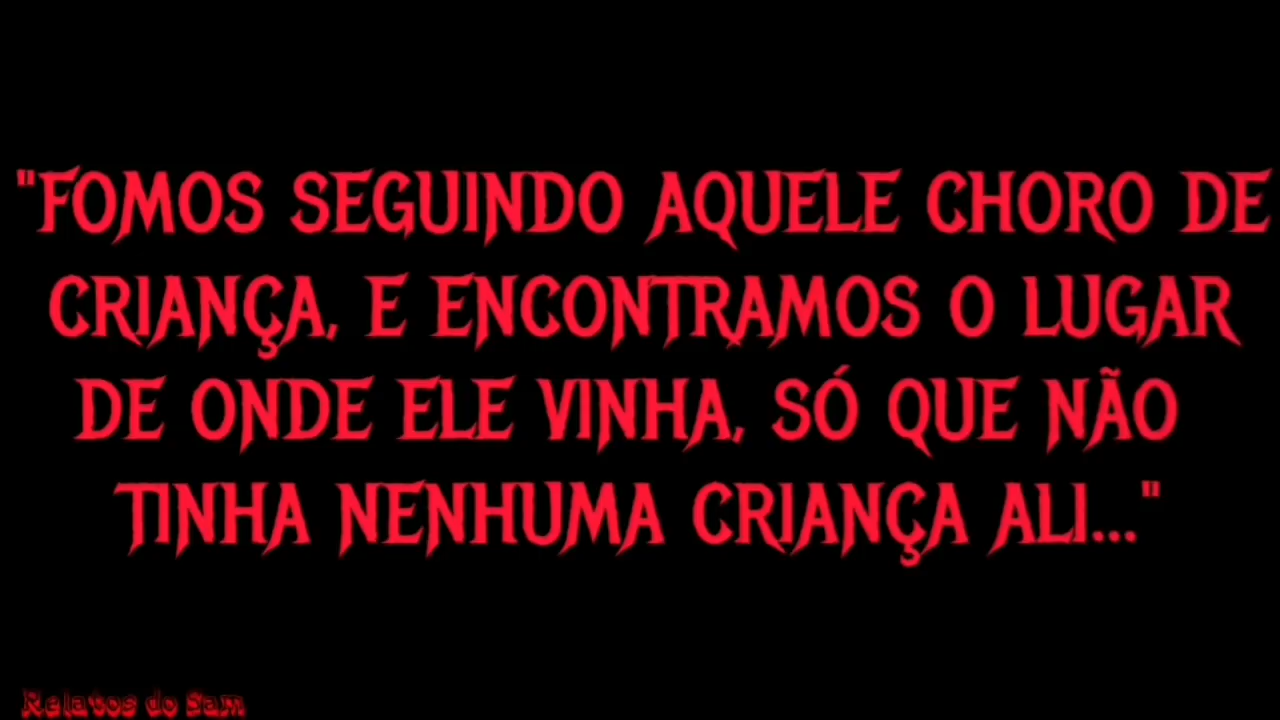 "FOMOS SEGUINDO AQUELE CHORO DE
CRIANÇA, E ENCONTRAMOS O LUGAR
DE ONDE ELE VINHA, SÓ QUE NÃO
TINHA NENHUMA CRIANÇA ALI..."
Relatos do Sam